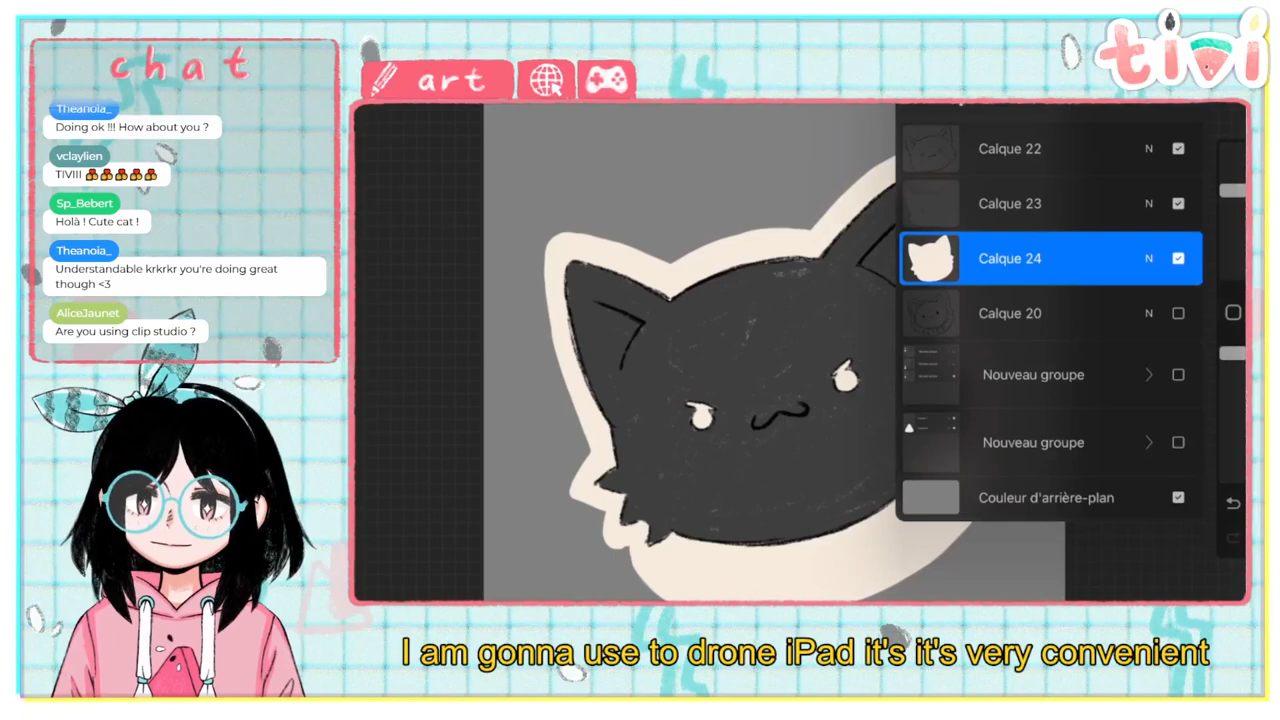 chat
Theanoia_
Doing ok !!! How about you ?
vclaylien
TIVIII
Sp_Bebert
Holà ! Cute cat !
Theanoia_
Understandable krkrkr you're doing great
though <3
AliceJaunet
Are you using clip studio ?
art
tivi
Calque 22 N
Calque 23 N
Calque 24 N
Calque 20 N
Nouveau groupe
Nouveau groupe
Couleur d'arrière-plan
I am gonna use to drone iPad it's it's very convenient